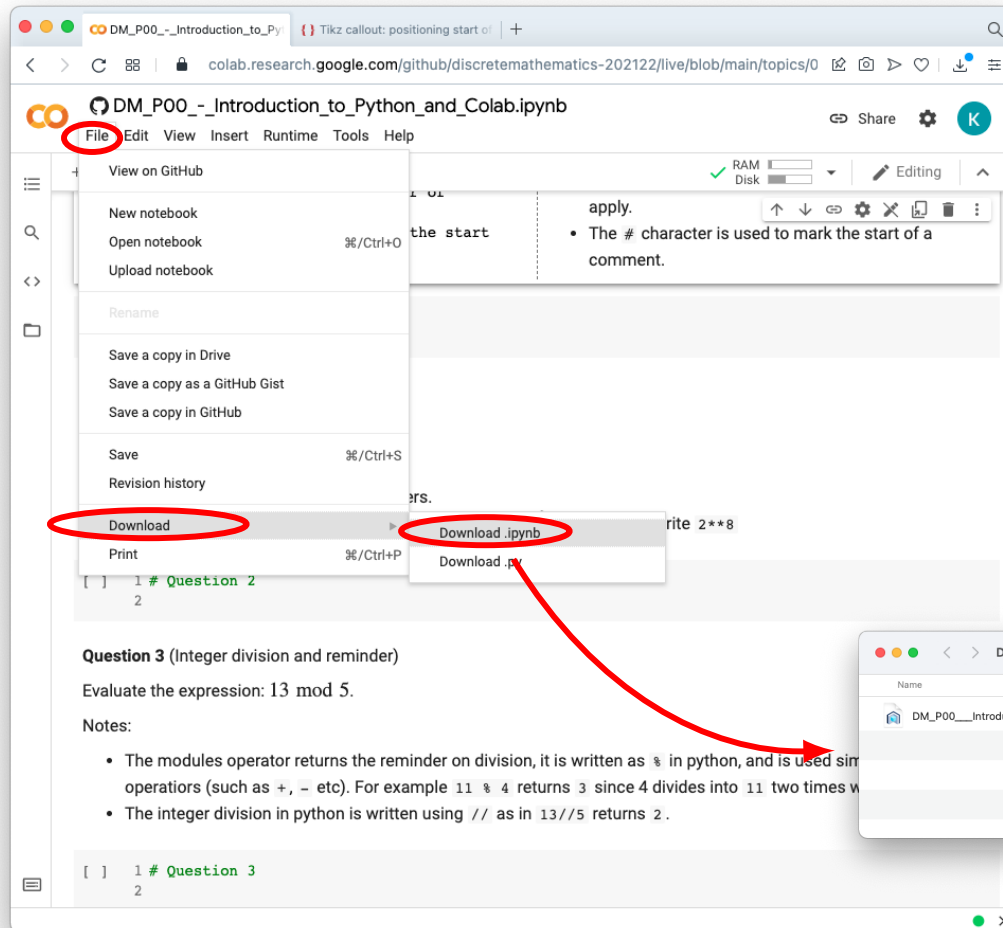 DM_P00_-_Introduction_to_Py
{ } Tikz callout: positioning start of
colab.research.google.com/github/discretemathematics-202122/live/blob/main/topics/0
DM_P00_-_Introduction_to_Python_and_Colab.ipynb
File Edit View Insert Runtime Tools Help
Share
K
RAM
Disk
Editing
View on GitHub
New notebook
Open notebook ⌘/Ctrl+O
Upload notebook
Rename
Save a copy in Drive
Save a copy as a GitHub Gist
Save a copy in GitHub
Save ⌘/Ctrl+S
Revision history
Download
Print ⌘/Ctrl+P
Download .ipynb
Download .py
the start
apply.
• The # character is used to mark the start of a
comment.
ers.
rite 2**8
[ ] 1 # Question 2
2
Question 3 (Integer division and reminder)
Evaluate the expression: 13 mod 5.
Notes:
• The modules operator returns the reminder on division, it is written as % in python, and is used sim
operatiors (such as +, - etc). For example 11 % 4 returns 3 since 4 divides into 11 two times w
• The integer division in python is written using // as in 13//5 returns 2.
[ ] 1 # Question 3
2
D
Name
DM_P00___Introd